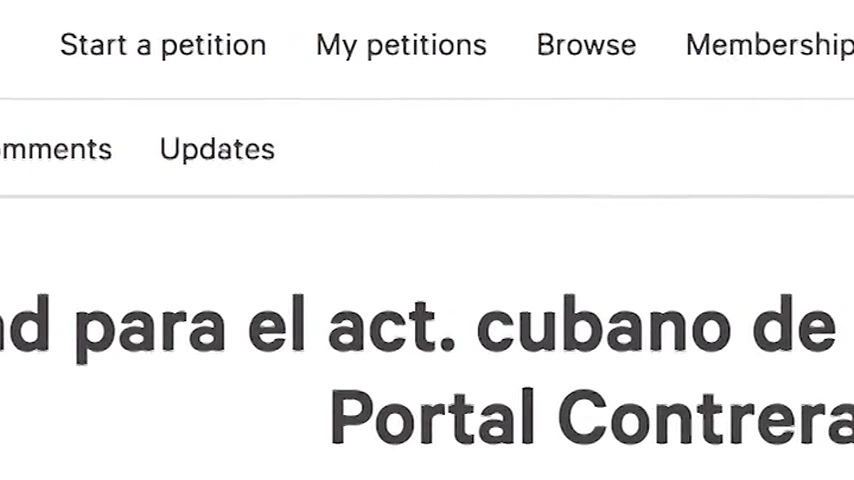 Start a petition My petitions Browse Membership
Updates
para el act. cubano de
Portal